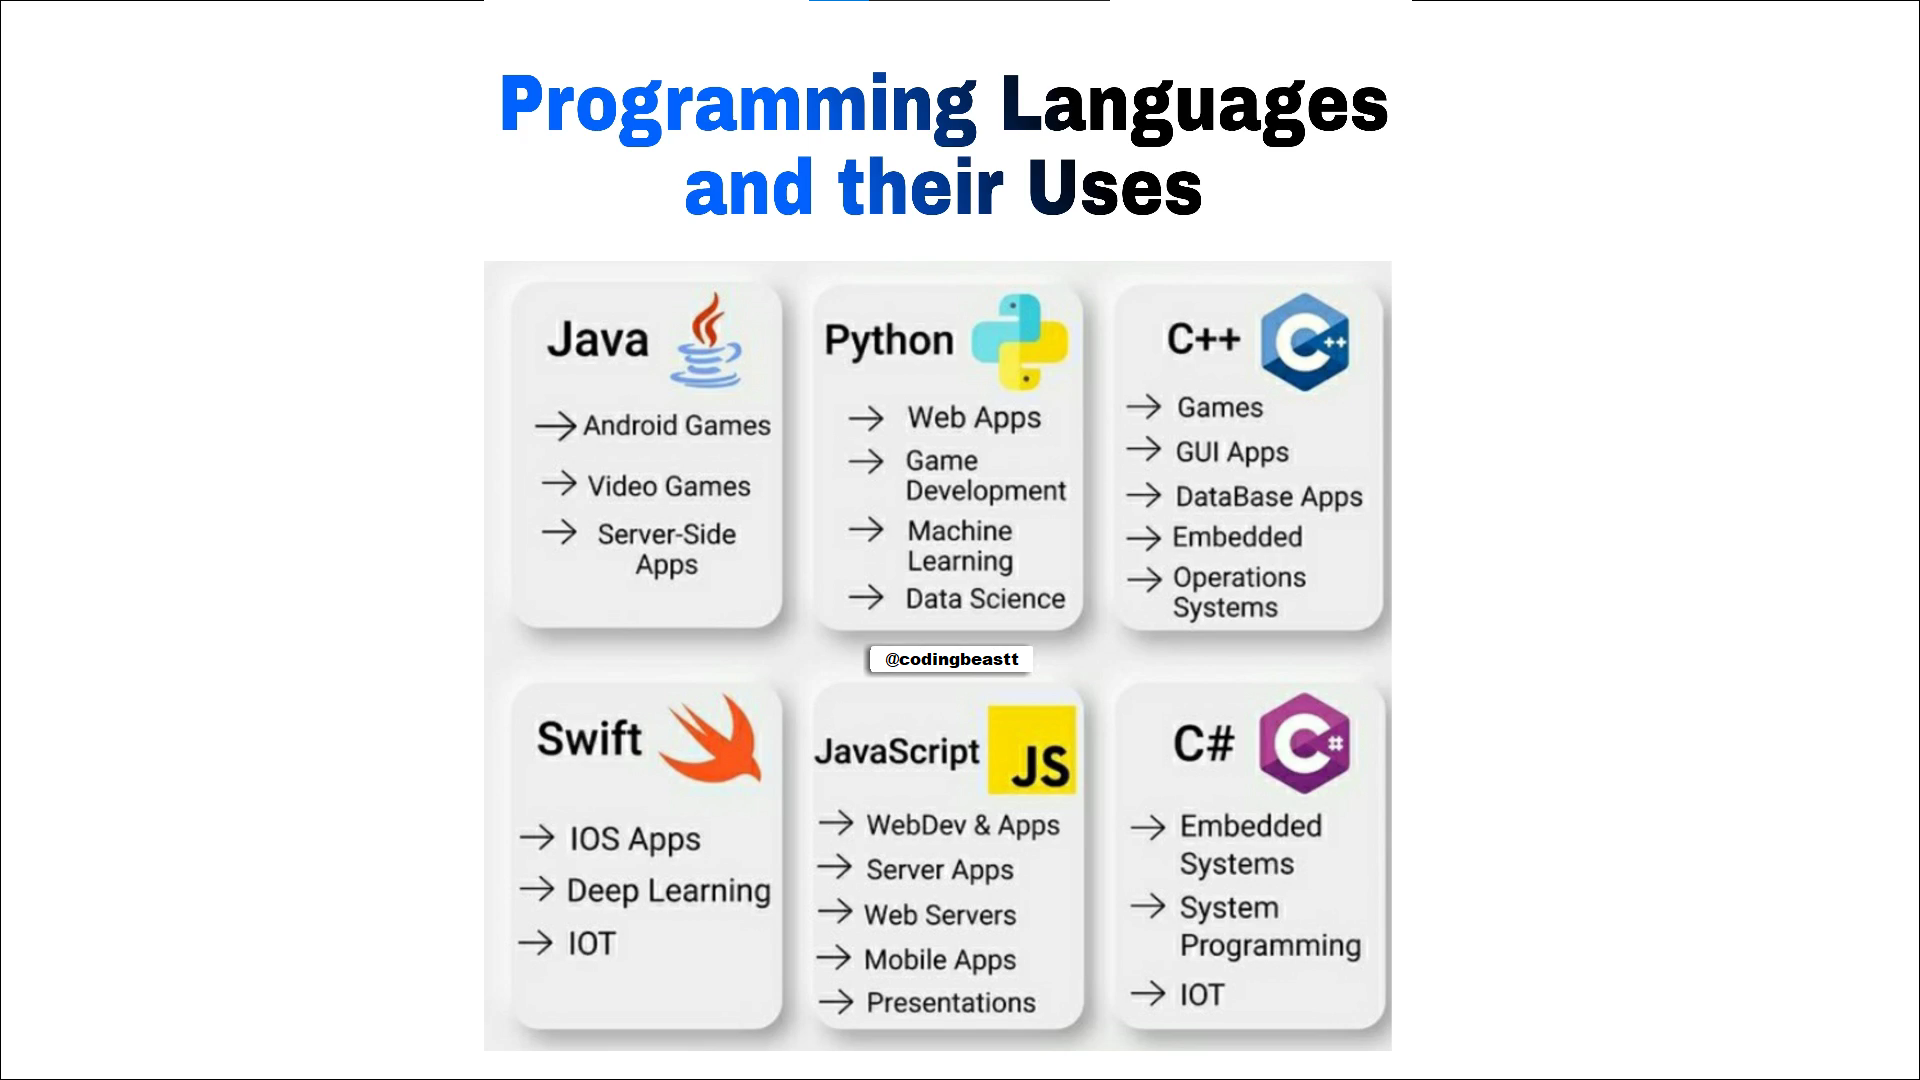 Programming Languages
and their Uses
Java
→ Android Games
→ Video Games
→ Server-Side
Apps
Python
→ Web Apps
→ Game
Development
→ Machine
Learning
→ Data Science
C++
C++
→ Games
→ GUI Apps
→ DataBase Apps
→ Embedded
→ Operations
Systems
@codingbeastt
Swift
→ IOS Apps
→ Deep Learning
→ IOT
JavaScript
JS
→ WebDev & Apps
→ Server Apps
→ Web Servers
→ Mobile Apps
→ Presentations
C#
C#
→ Embedded
Systems
→ System
Programming
→ IOT